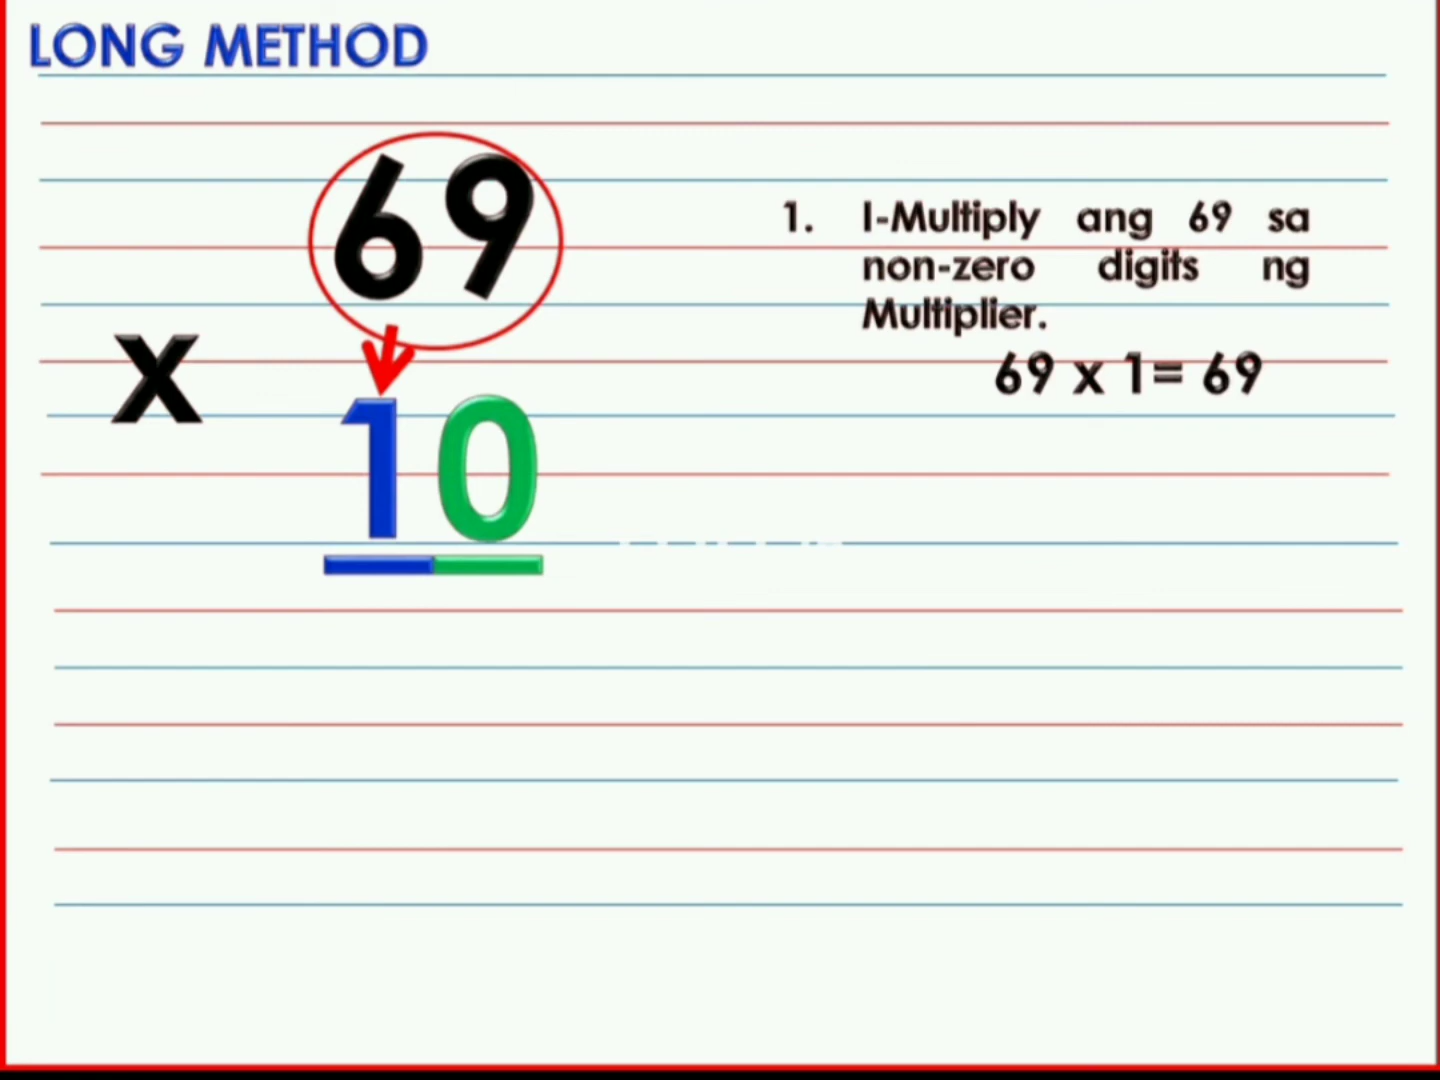 LONG METHOD
69
x
10
1. I-Multiply ang 69 sa
non-zero digits ng
Multiplier.
69 x 1= 69